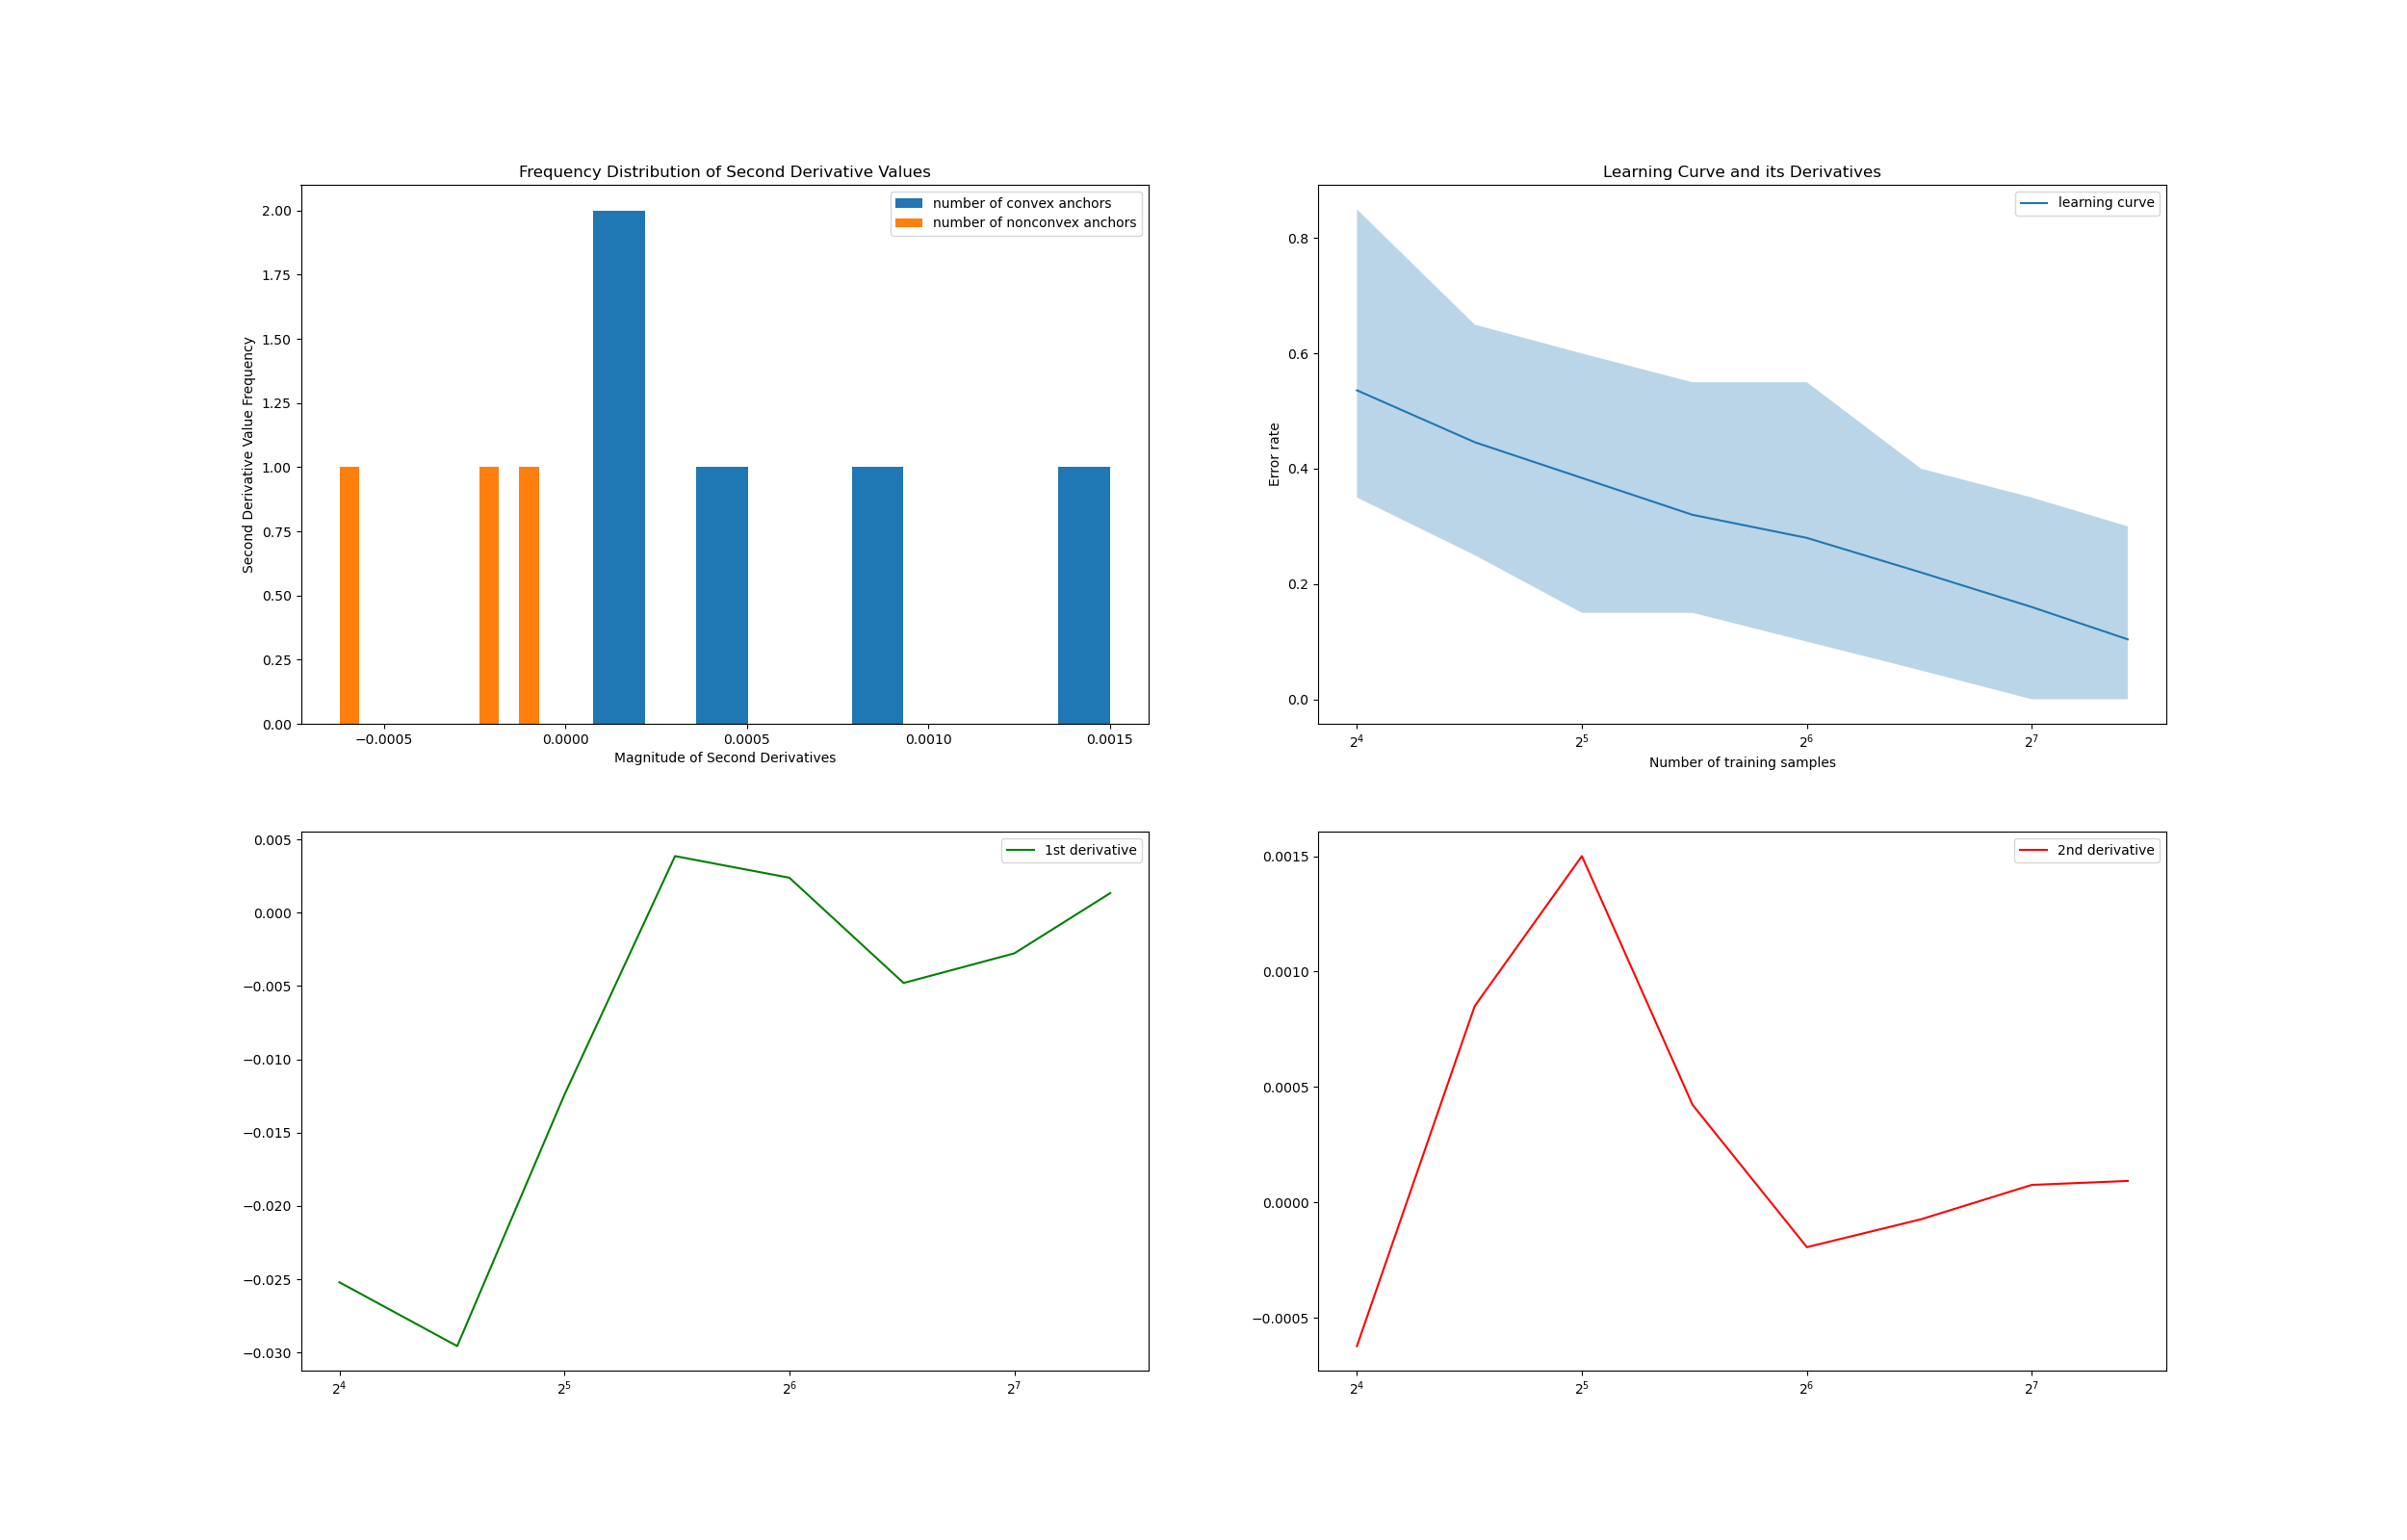 Frequency Distribution of Second Derivative Values
number of convex anchors
number of nonconvex anchors
2.00
1.75
1.50
1.25
1.00
0.75
0.50
0.25
0.00
Second Derivative Value Frequency
−0.0005 0.0000 0.0005 0.0010 0.0015
Magnitude of Second Derivatives
Learning Curve and its Derivatives
learning curve
0.8
0.6
0.4
0.2
0.0
Error rate
2⁴ 2⁵ 2⁶ 2⁷
Number of training samples
1st derivative
0.005
0.000
−0.005
−0.010
−0.015
−0.020
−0.025
−0.030
2⁴ 2⁵ 2⁶ 2⁷
2nd derivative
0.0015
0.0010
0.0005
0.0000
−0.0005
2⁴ 2⁵ 2⁶ 2⁷